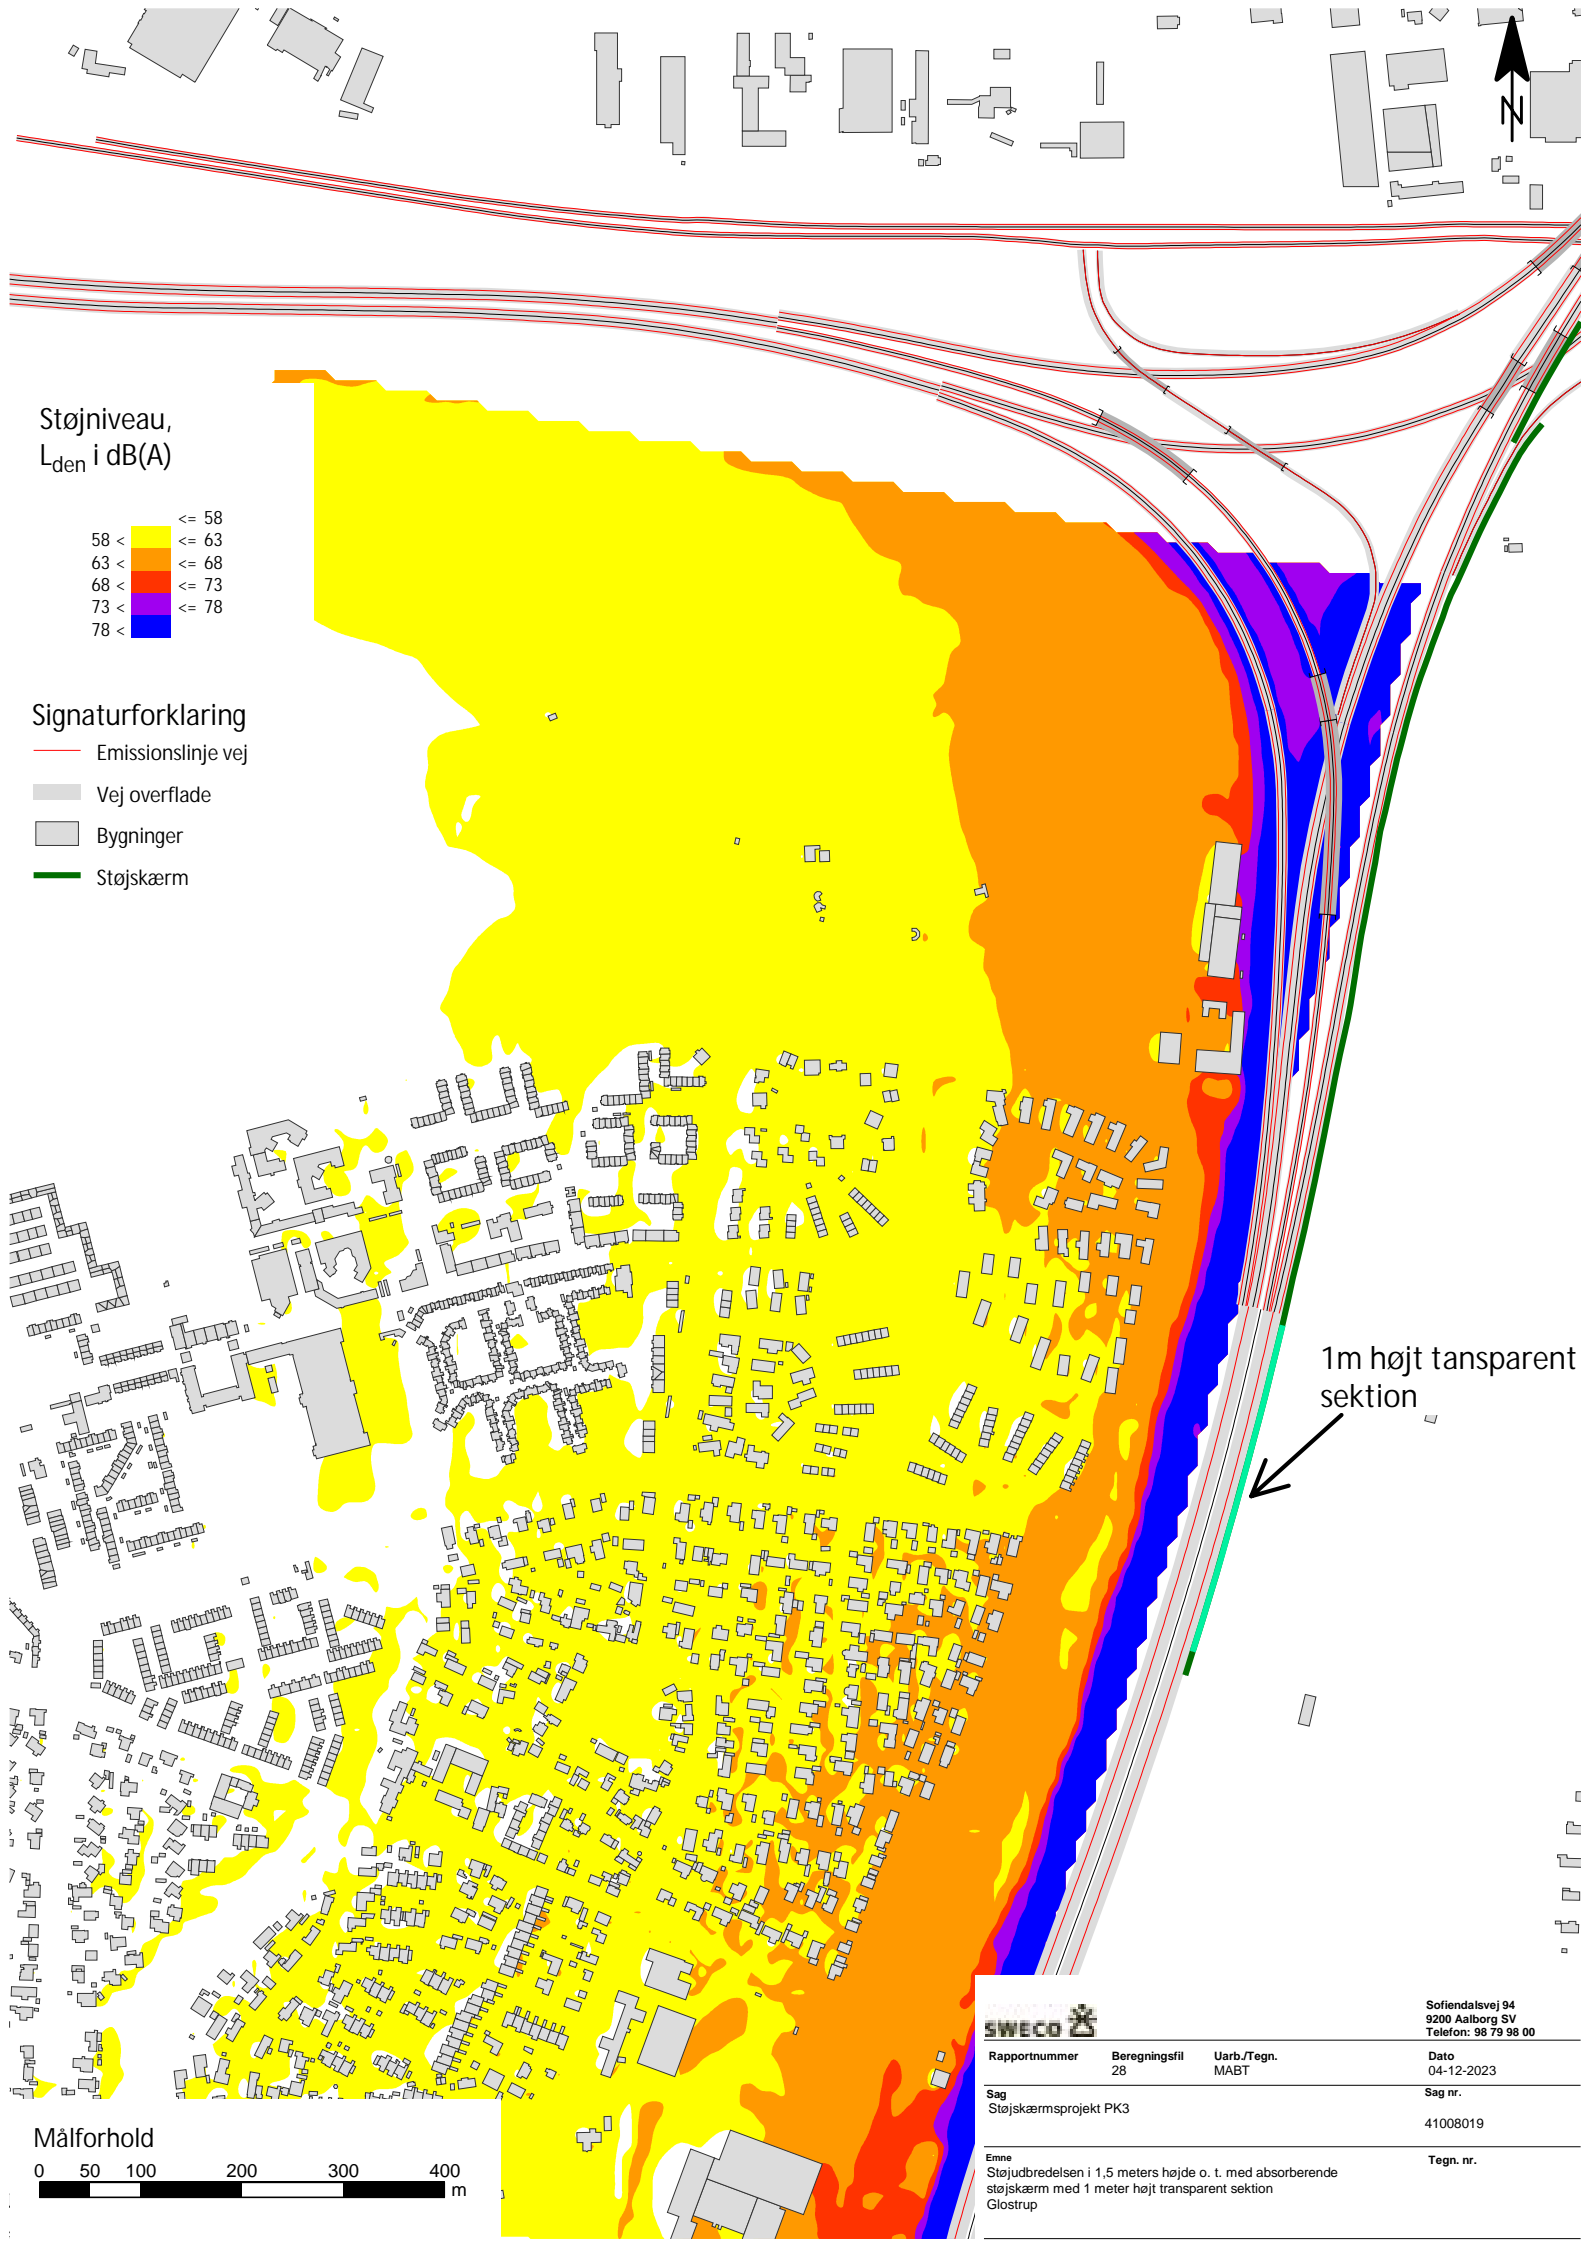 N
Støjniveau,
Lden i dB(A)
<= 58
58 < <= 63
63 < <= 68
68 < <= 73
73 < <= 78
78 <
Signaturforklaring
Emissionslinje vej
Vej overflade
Bygninger
Støjskærm
1m højt tansparent
sektion
Målforhold
0 50 100 200 300 400
m
SWECO
Sofiendalsvej 94
9200 Aalborg SV
Telefon: 98 79 98 00
Rapportnummer Beregningsfil Uarb./Tegn. Dato
28 MABT 04-12-2023
Sag Sag nr.
Støjskærmsprojekt PK3
41008019
Emne Tegn. nr.
Støjudbredelsen i 1,5 meters højde o. t. med absorberende
støjskærm med 1 meter højt transparent sektion
Glostrup